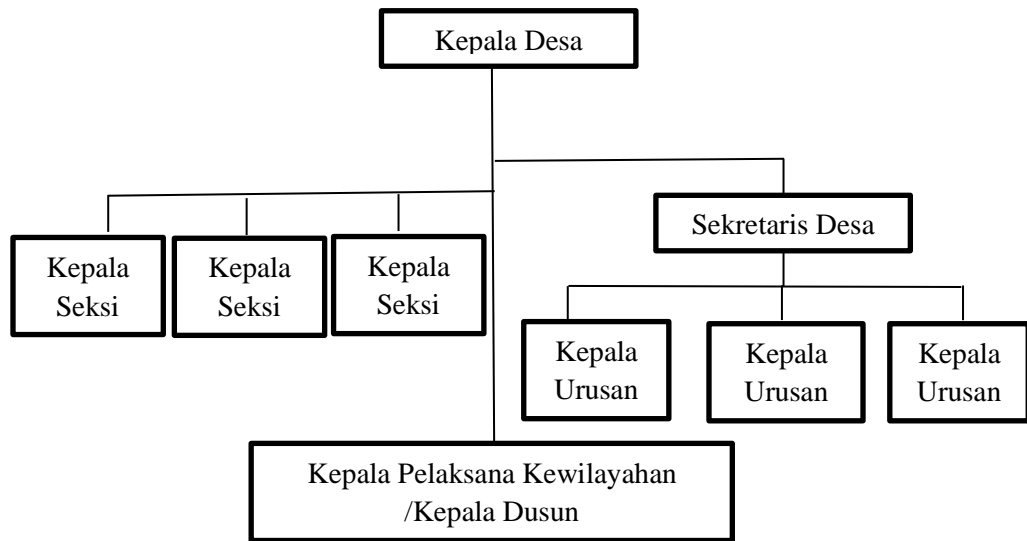 Kepala Desa
Sekretaris Desa
Kepala
Seksi
Kepala
Seksi
Kepala
Seksi
Kepala
Urusan
Kepala
Urusan
Kepala
Urusan
Kepala Pelaksana Kewilayahan
/Kepala Dusun